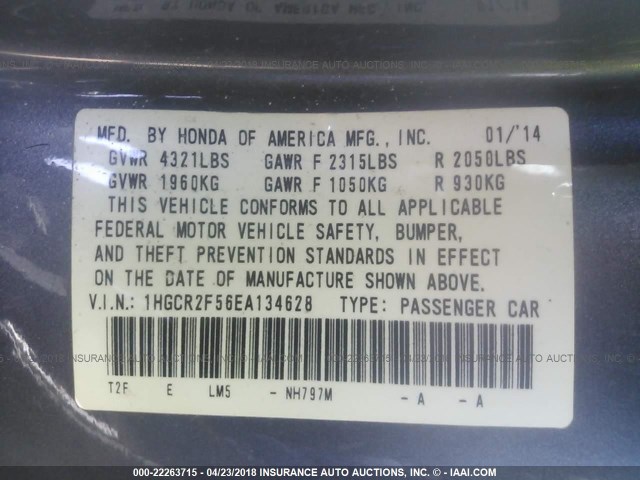 MFD. BY HONDA OF AMERICA MFG., INC. 01/'14
GVWR 4321LBS GAWR F 2315LBS R 2050LBS
GVWR 1960KG GAWR F 1050KG R 930KG
THIS VEHICLE CONFORMS TO ALL APPLICABLE
FEDERAL MOTOR VEHICLE SAFETY, BUMPER,
AND THEFT PREVENTION STANDARDS IN EFFECT
ON THE DATE OF MANUFACTURE SHOWN ABOVE.
V.I.N.: 1HGCR2F56EA134628 TYPE: PASSENGER CAR
T2F E LM5 - NH797M - A - A
000-22263715 - 04/23/2018 - INSURANCE AUTO AUCTIONS - © - IAAI.COM